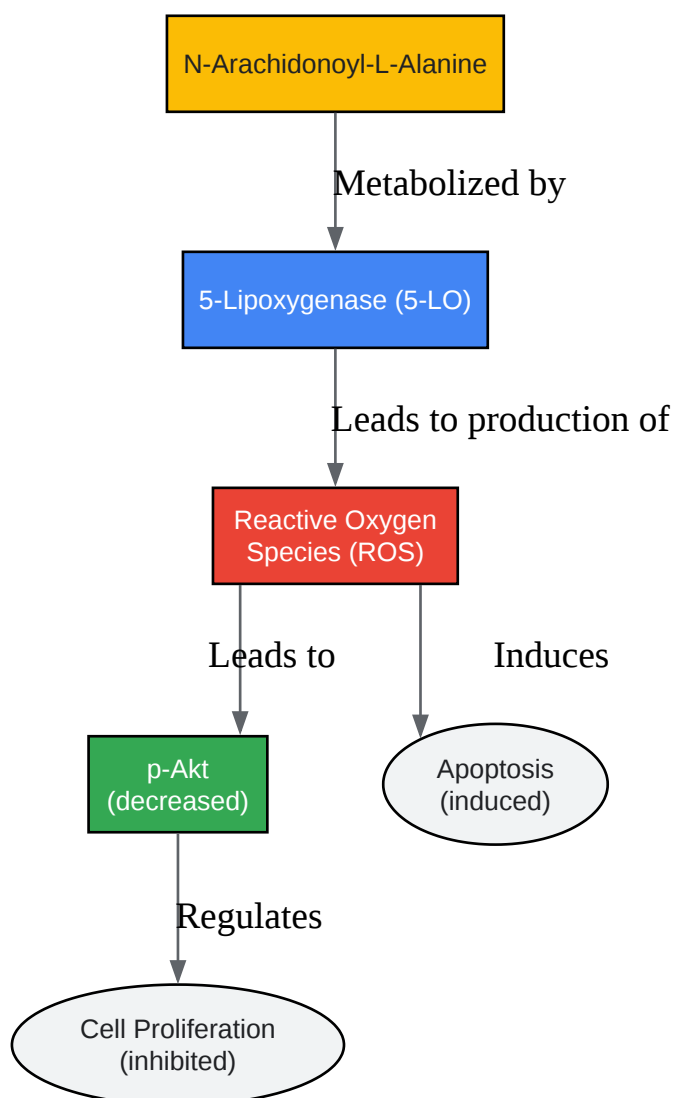 N-Arachidonoyl-L-Alanine
Metabolized by
5-Lipoxygenase (5-LO)
Leads to production of
Reactive Oxygen
Species (ROS)
Leads to
Induces
p-Akt
(decreased)
Apoptosis
(induced)
Regulates
Cell Proliferation
(inhibited)